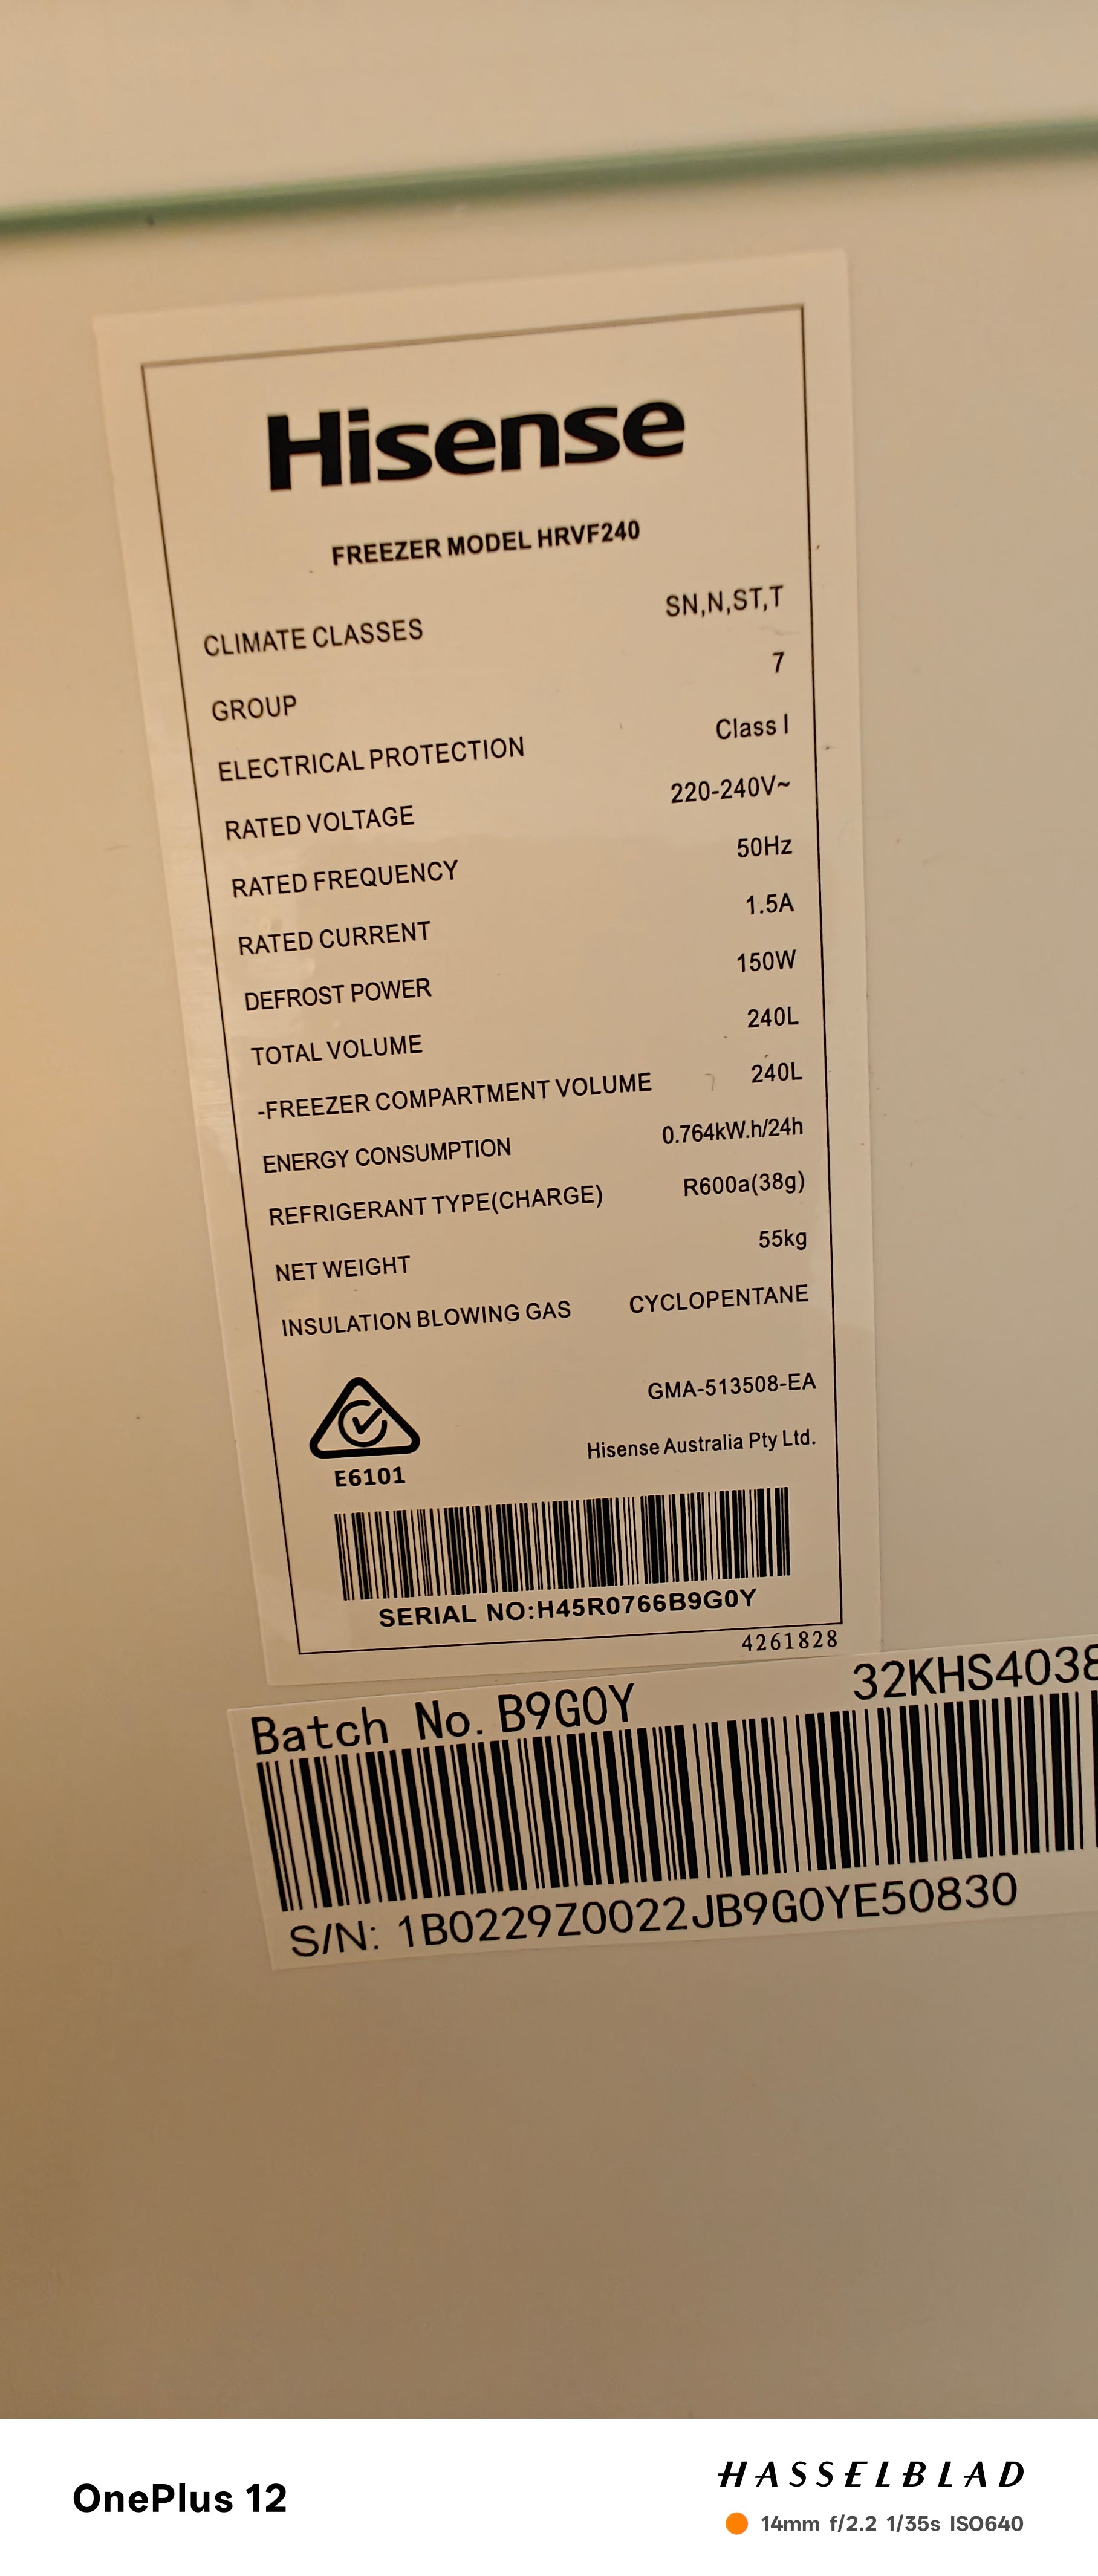 Hisense
FREEZER MODEL HRVF240
CLIMATE CLASSES SN,N,ST,T
GROUP 7
ELECTRICAL PROTECTION Class I
RATED VOLTAGE 220-240V~
RATED FREQUENCY 50Hz
RATED CURRENT 1.5A
DEFROST POWER 150W
TOTAL VOLUME 240L
-FREEZER COMPARTMENT VOLUME 240L
ENERGY CONSUMPTION 0.764kW.h/24h
REFRIGERANT TYPE(CHARGE) R600a(38g)
NET WEIGHT 55kg
INSULATION BLOWING GAS CYCLOPENTANE
GMA-513508-EA
Hisense Australia Pty Ltd.
E6101
SERIAL NO:H45R0766B9G0Y
4261828
Batch No. B9G0Y 32KHS4038
S/N: 1B0229Z0022JB9G0YE50830
OnePlus 12
HASSELBLAD
14mm f/2.2 1/35s ISO640